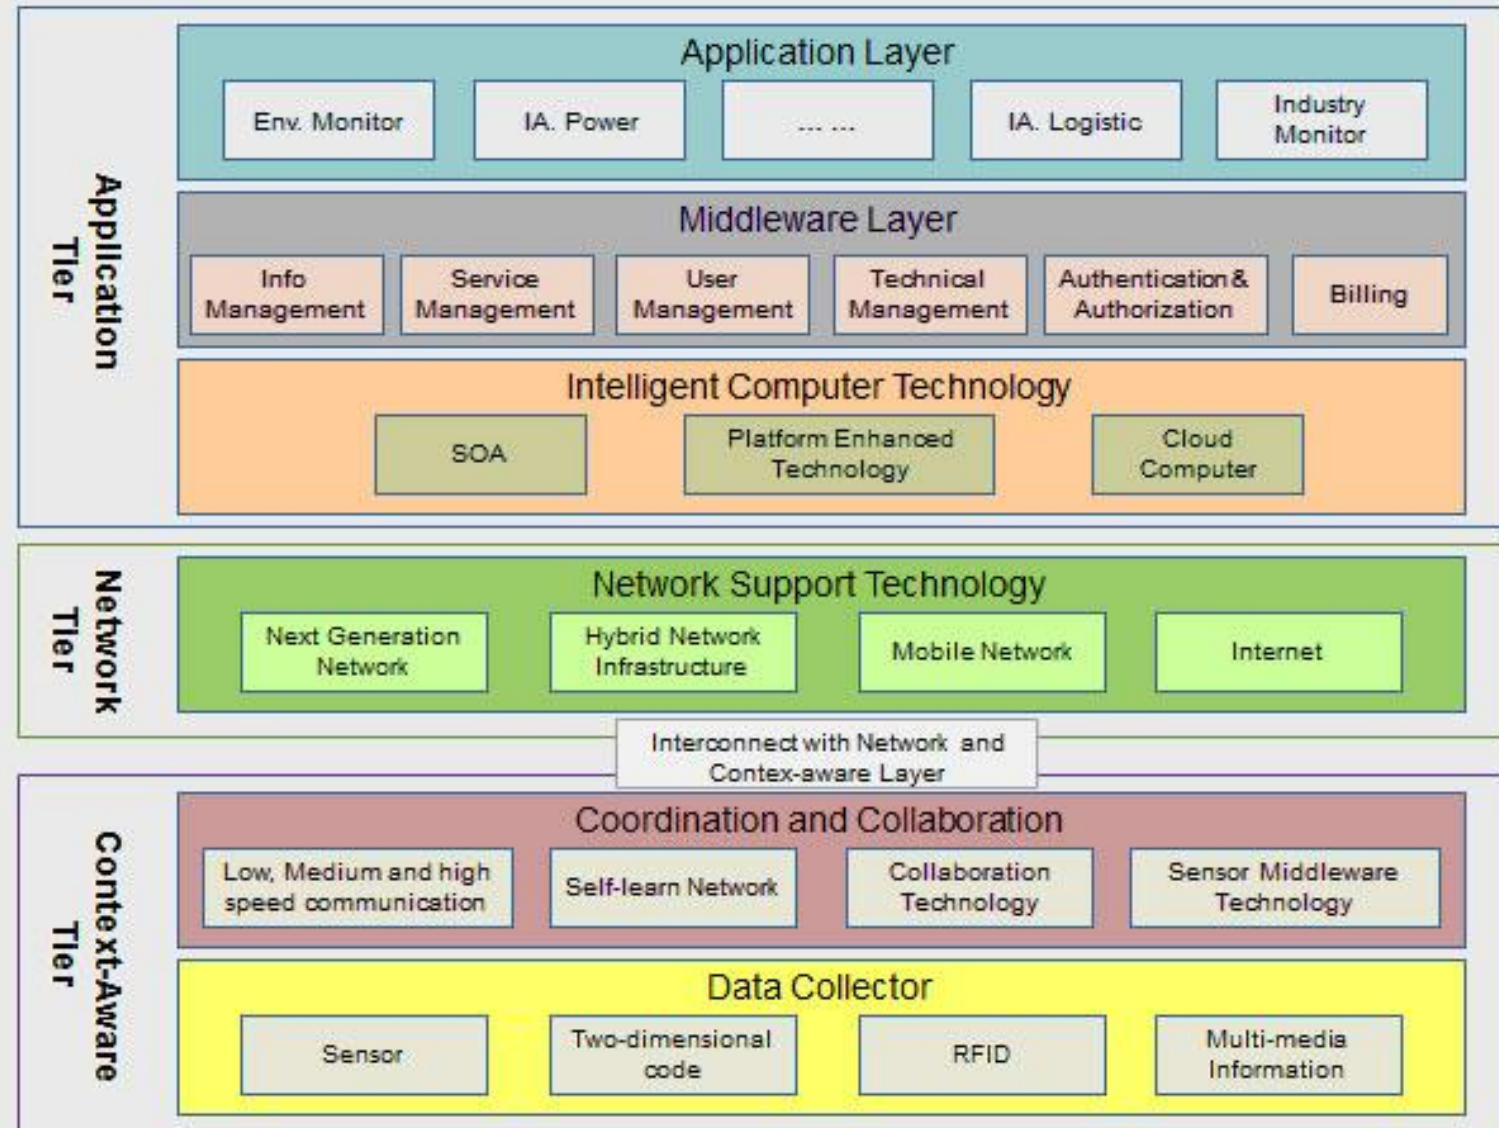 Application
Tier
Application Layer
Env. Monitor
IA. Power
... ...
IA. Logistic
Industry
Monitor
Middleware Layer
Info
Management
Service
Management
User
Management
Technical
Management
Authentication&
Authorization
Billing
Intelligent Computer Technology
SOA
Platform Enhanced
Technology
Cloud
Computer
Network
Tier
Network Support Technology
Next Generation
Network
Hybrid Network
Infrastructure
Mobile Network
Internet
Interconnect with Network and
Contex-aware Layer
Context-Aware
Tier
Coordination and Collaboration
Low, Medium and high
speed communication
Self-learn Network
Collaboration
Technology
Sensor Middleware
Technology
Data Collector
Sensor
Two-dimensional
code
RFID
Multi-media
Information